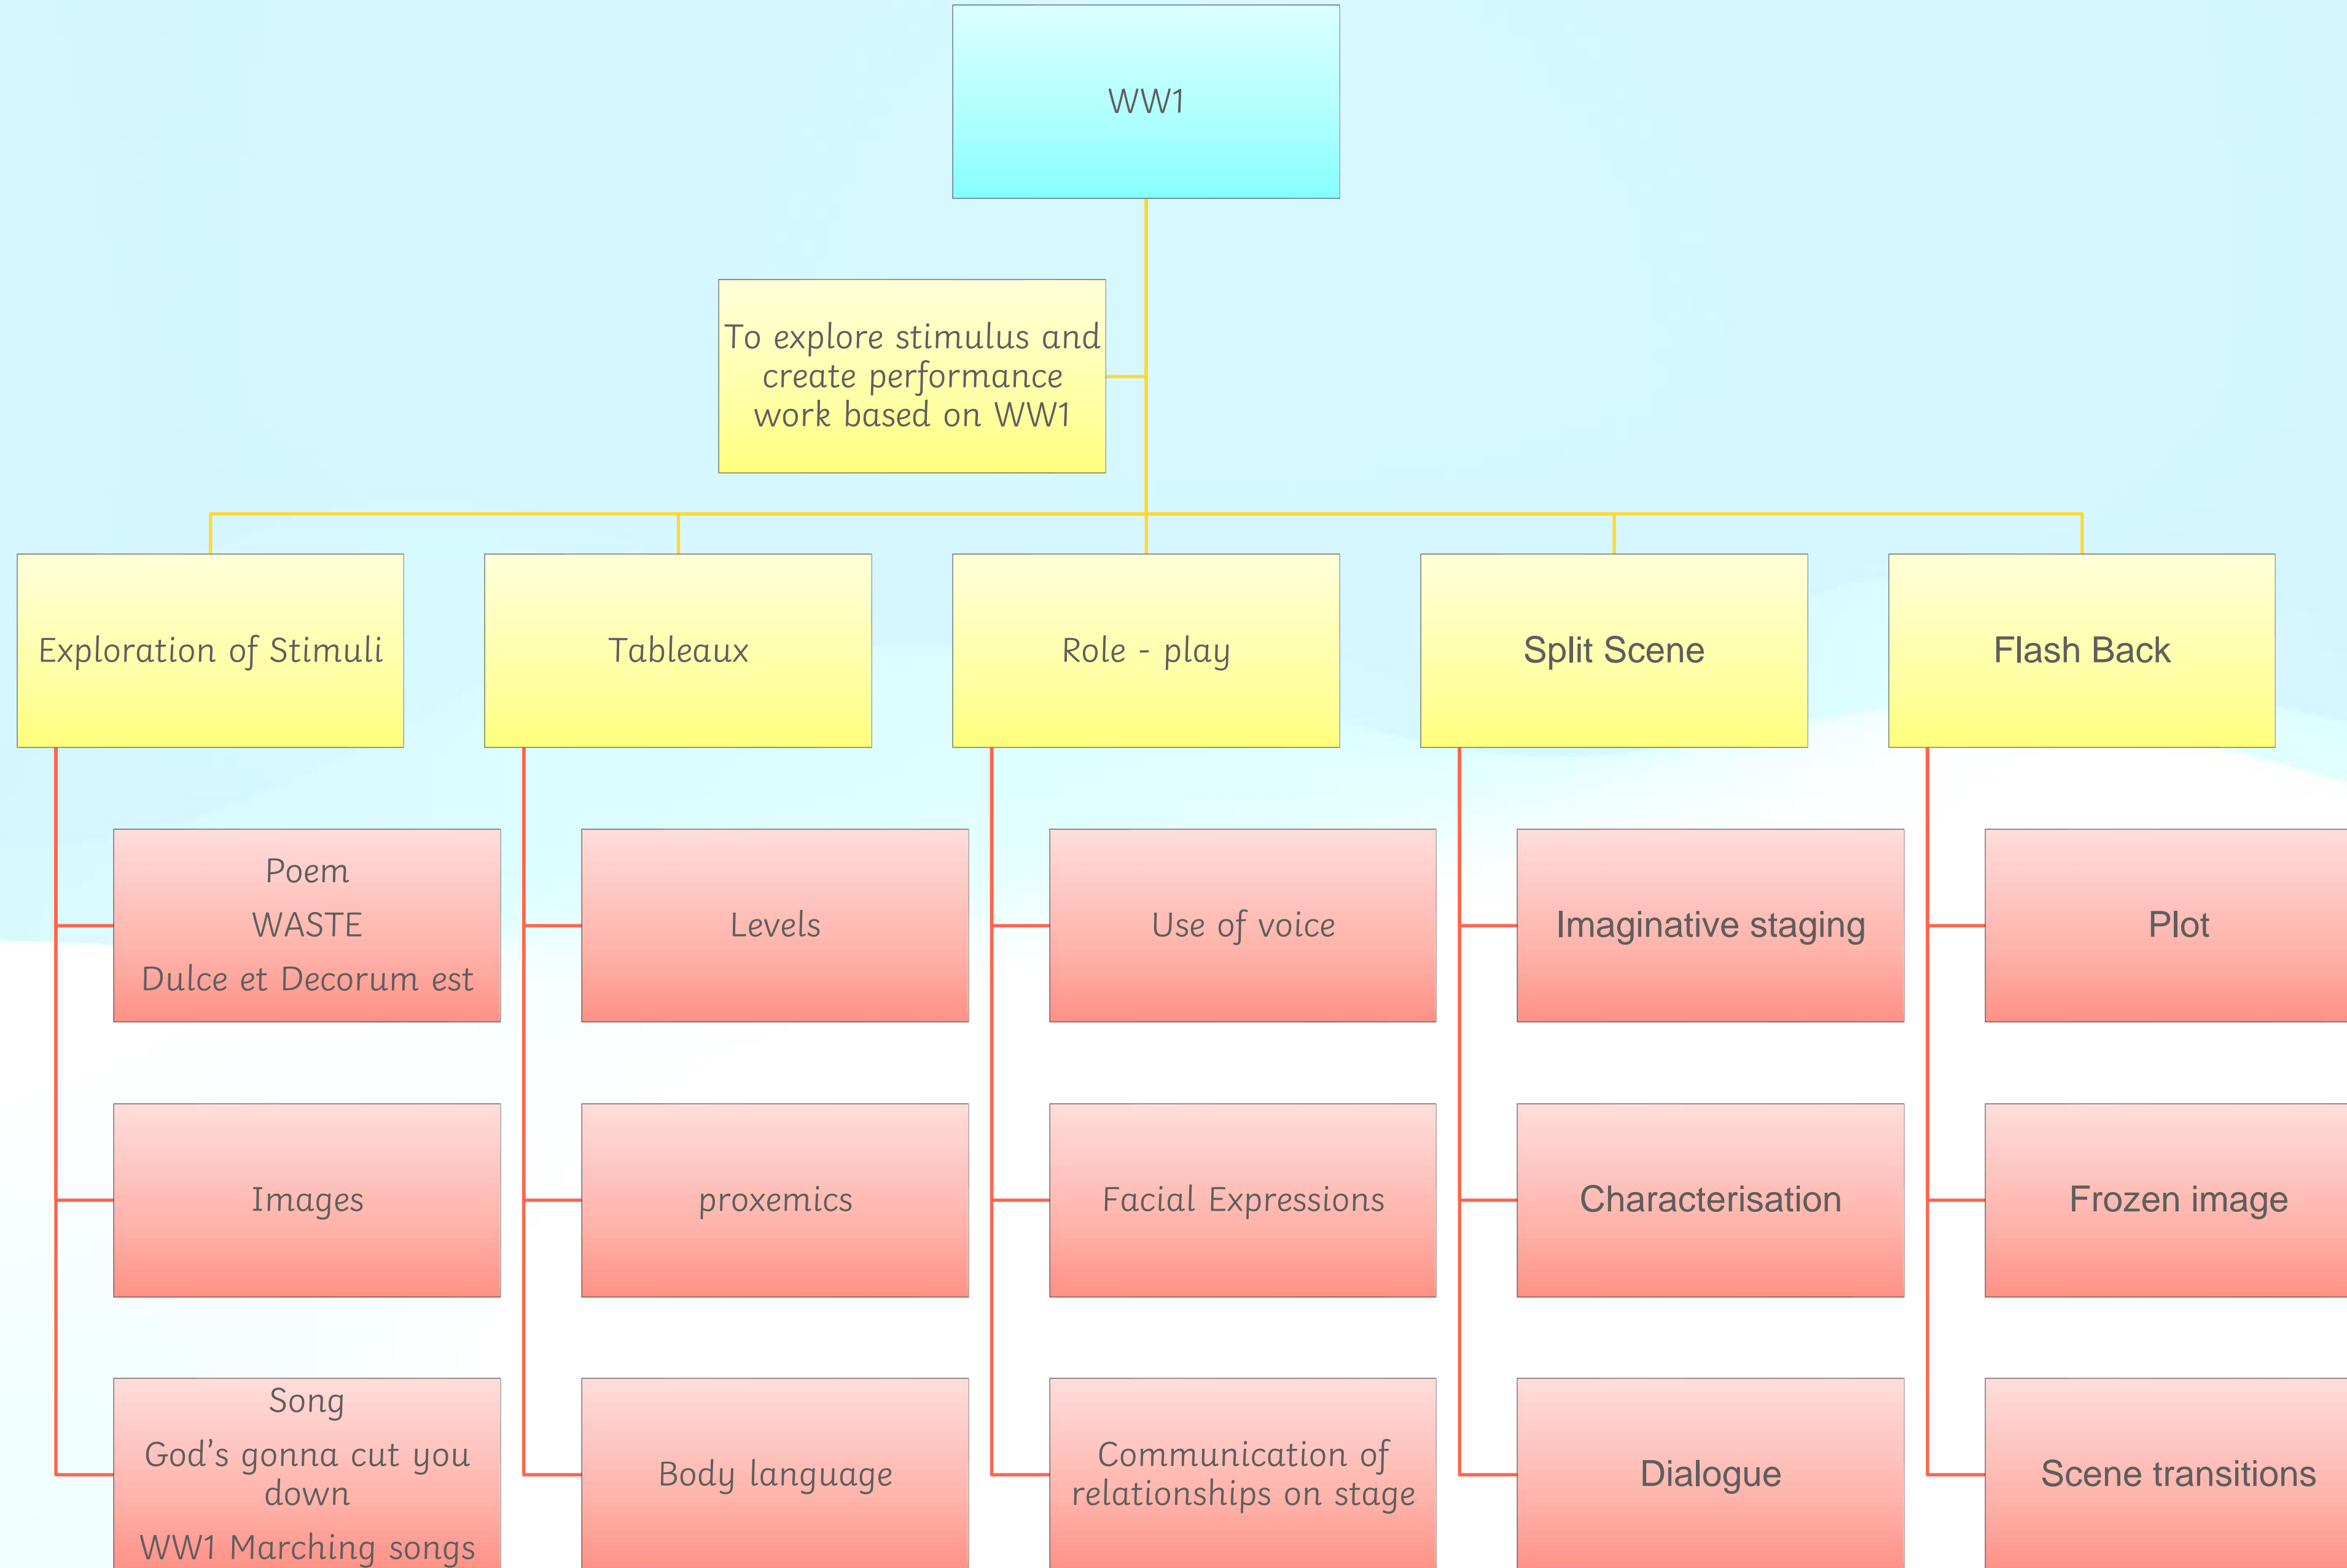 WW1
To explore stimulus and
create performance
work based on WW1
Exploration of Stimuli
Tableaux
Role - play
Split Scene
Flash Back
Poem
WASTE
Dulce et Decorum est
Levels
Use of voice
Imaginative staging
Plot
Images
proxemics
Facial Expressions
Characterisation
Frozen image
Song
God's gonna cut you
down
WW1 Marching songs
Body language
Communication of
relationships on stage
Dialogue
Scene transitions